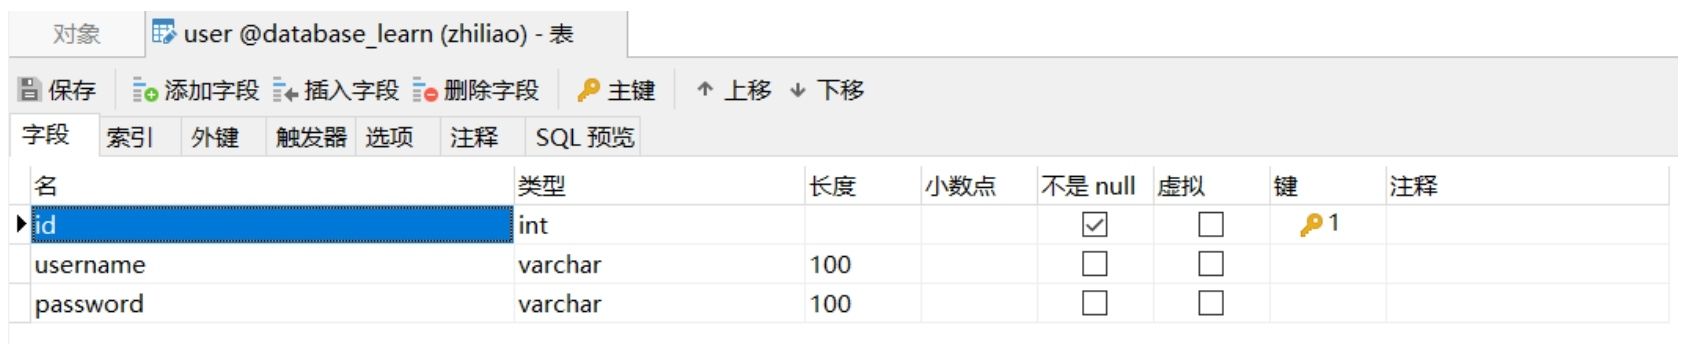 对象 user @database_learn (zhiliao) - 表
保存 添加字段 插入字段 删除字段 主键 上移 下移
字段 索引 外键 触发器 选项 注释 SQL 预览
名 类型 长度 小数点 不是 null 虚拟 键 注释
id int 1
username varchar 100
password varchar 100